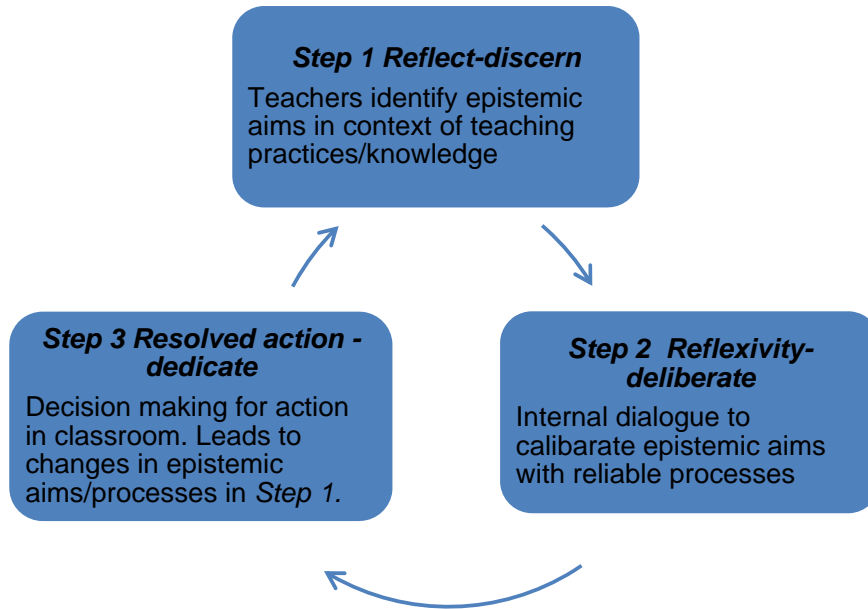 Step 1 Reflect-discern
Teachers identify epistemic
aims in context of teaching
practices/knowledge
Step 2  Reflexivity-
deliberate
Internal dialogue to
calibarate epistemic aims
with reliable processes
Step 3 Resolved action -
dedicate
Decision making for action
in classroom. Leads to
changes in epistemic
aims/processes in Step 1.